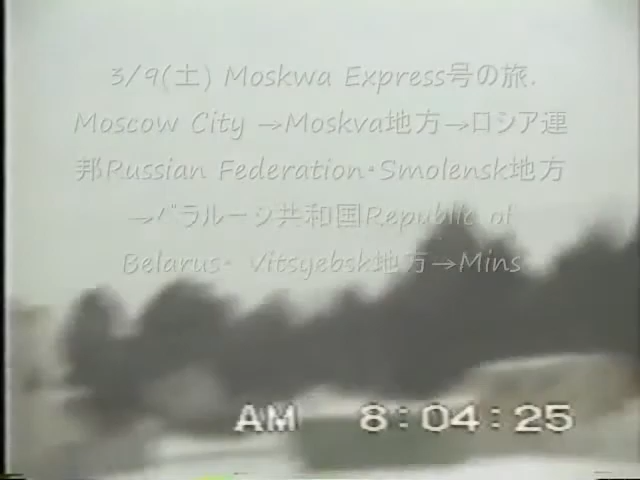 3/9(土) Moskwa Express号の旅.
Moscow City →Moskva地方→ロシア連
邦Russian Federation・Smolensk地方
→ベラルーシ共和国Republic of
Belarus・ Vitsyebsk地方→Mins
AM 8:04:25